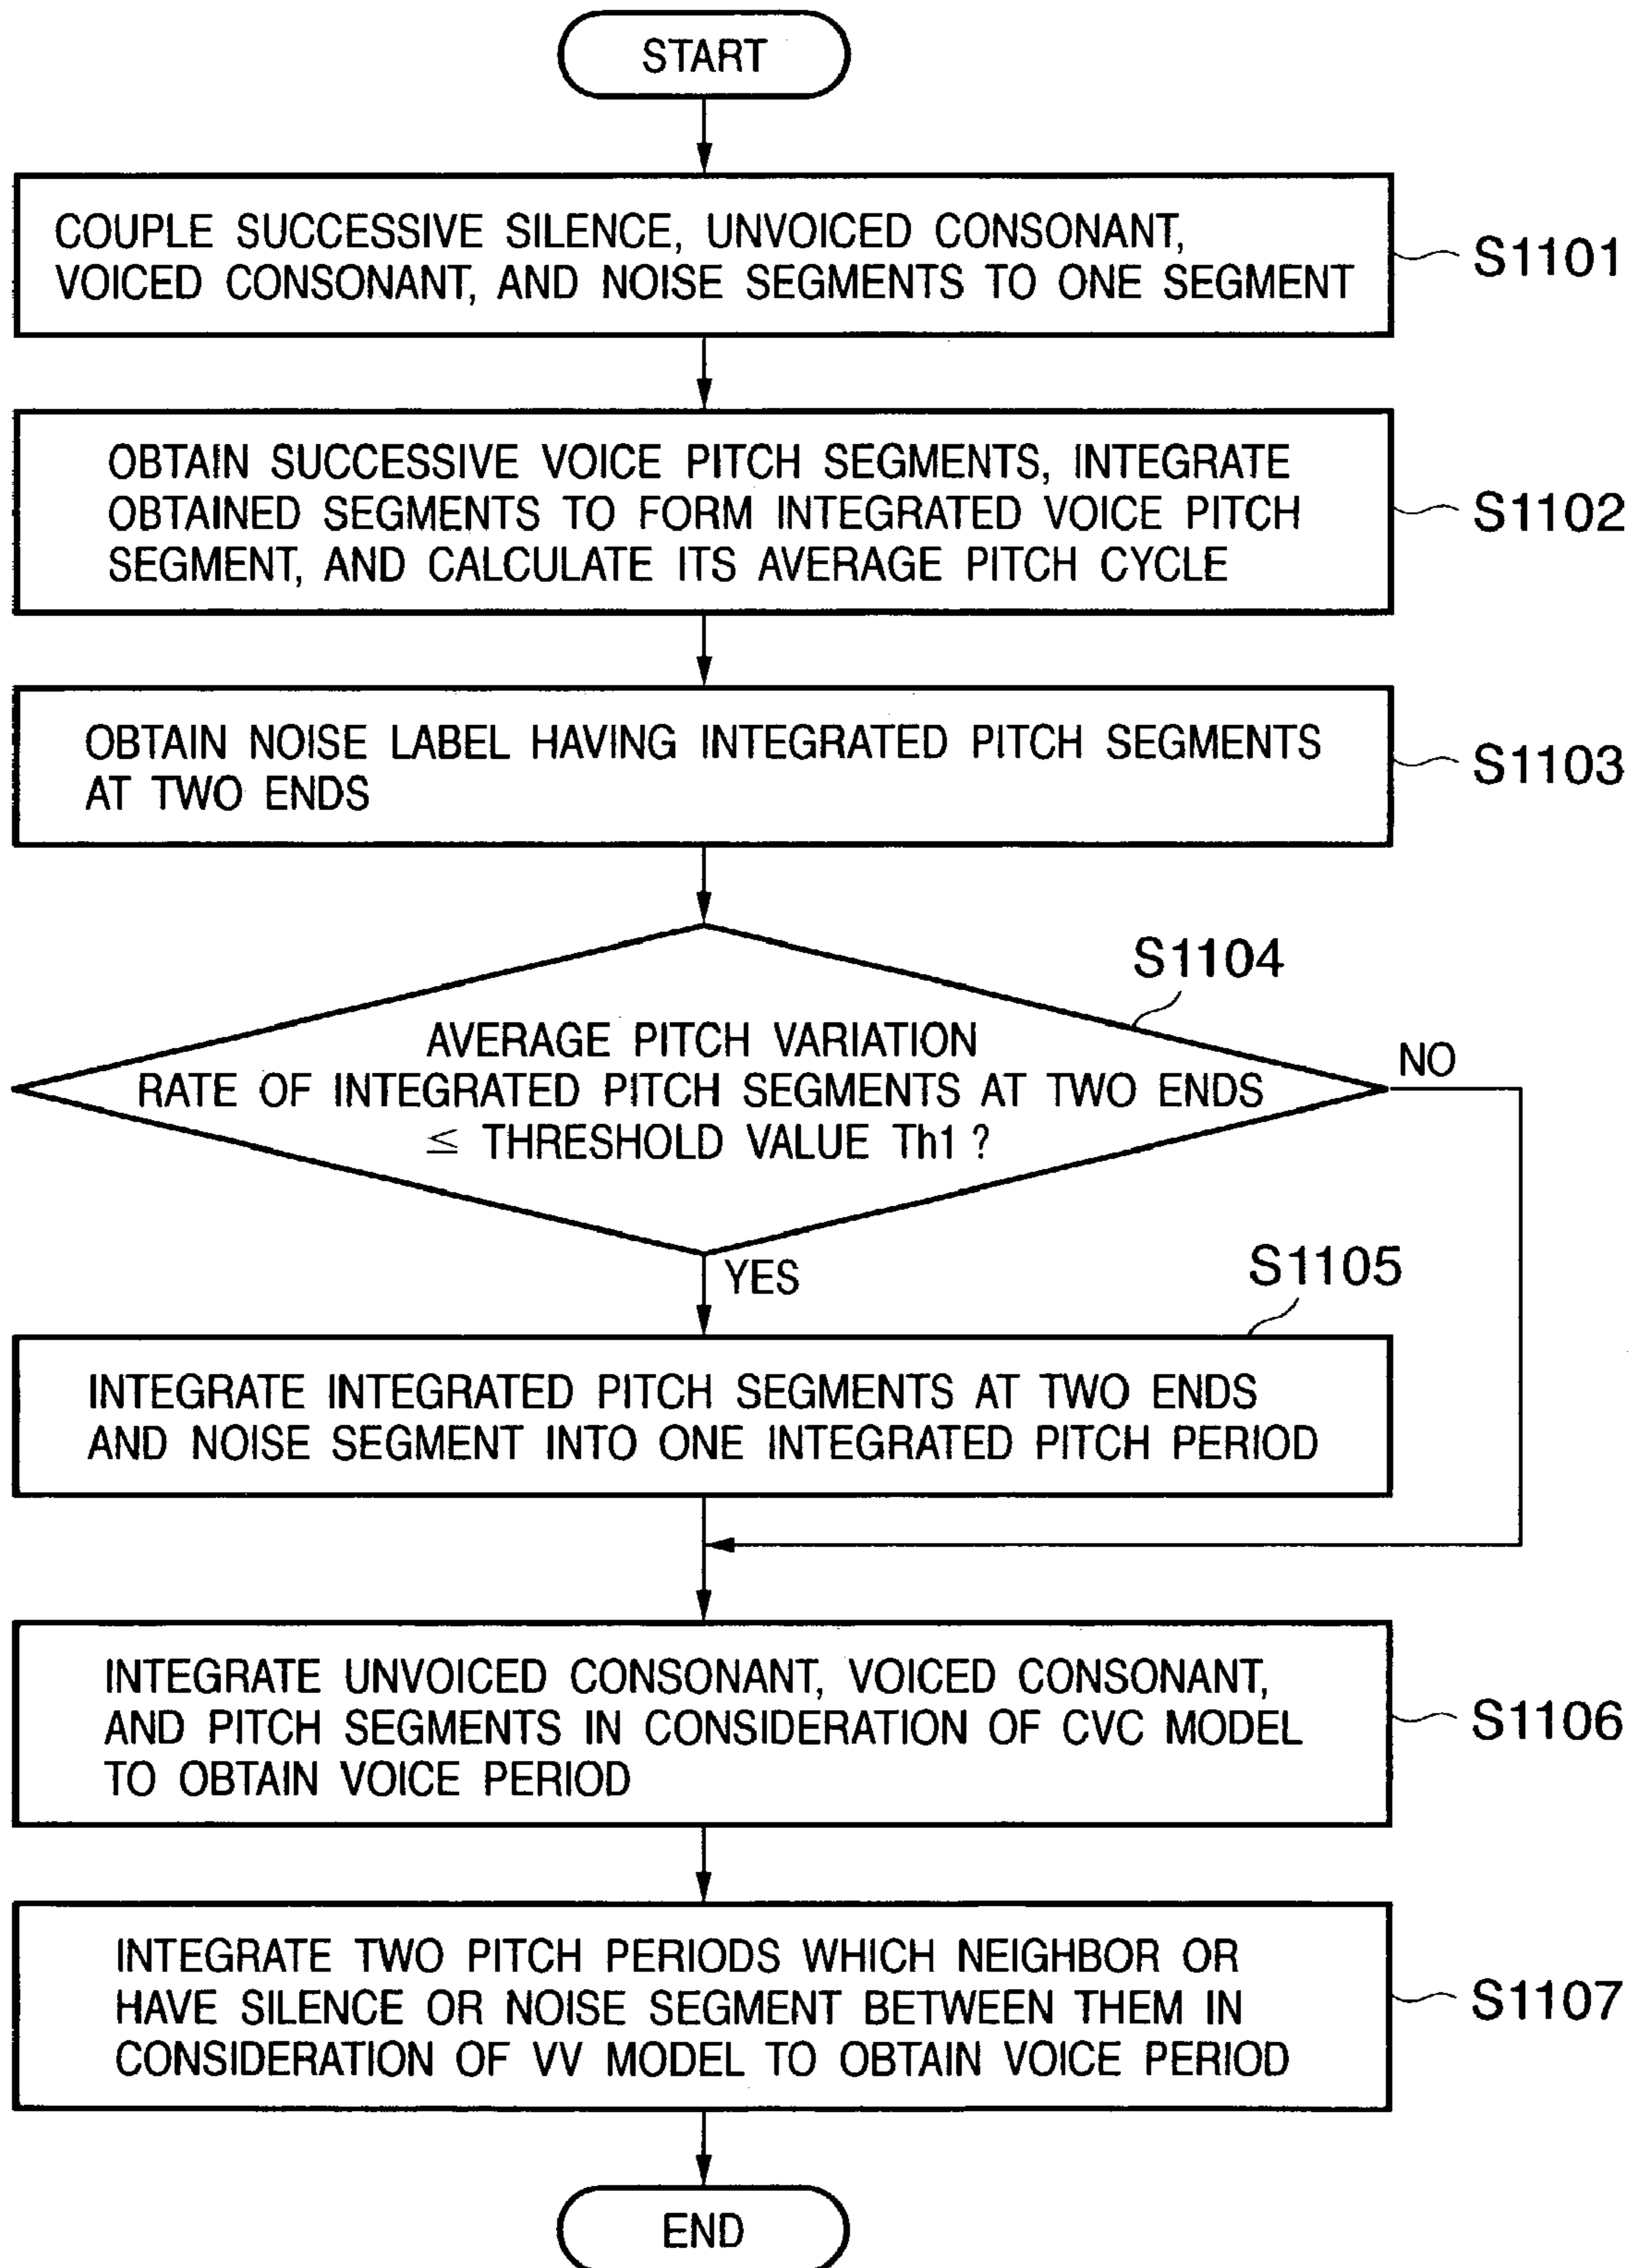 START
COUPLE SUCCESSIVE SILENCE, UNVOICED CONSONANT,
VOICED CONSONANT, AND NOISE SEGMENTS TO ONE SEGMENT
S1101
OBTAIN SUCCESSIVE VOICE PITCH SEGMENTS, INTEGRATE
OBTAINED SEGMENTS TO FORM INTEGRATED VOICE PITCH
SEGMENT, AND CALCULATE ITS AVERAGE PITCH CYCLE
S1102
OBTAIN NOISE LABEL HAVING INTEGRATED PITCH SEGMENTS
AT TWO ENDS
S1103
S1104
AVERAGE PITCH VARIATION
RATE OF INTEGRATED PITCH SEGMENTS AT TWO ENDS
≤ THRESHOLD VALUE Th1 ?
NO
YES
S1105
INTEGRATE INTEGRATED PITCH SEGMENTS AT TWO ENDS
AND NOISE SEGMENT INTO ONE INTEGRATED PITCH PERIOD
INTEGRATE UNVOICED CONSONANT, VOICED CONSONANT,
AND PITCH SEGMENTS IN CONSIDERATION OF CVC MODEL
TO OBTAIN VOICE PERIOD
S1106
INTEGRATE TWO PITCH PERIODS WHICH NEIGHBOR OR
HAVE SILENCE OR NOISE SEGMENT BETWEEN THEM IN
CONSIDERATION OF VV MODEL TO OBTAIN VOICE PERIOD
S1107
END